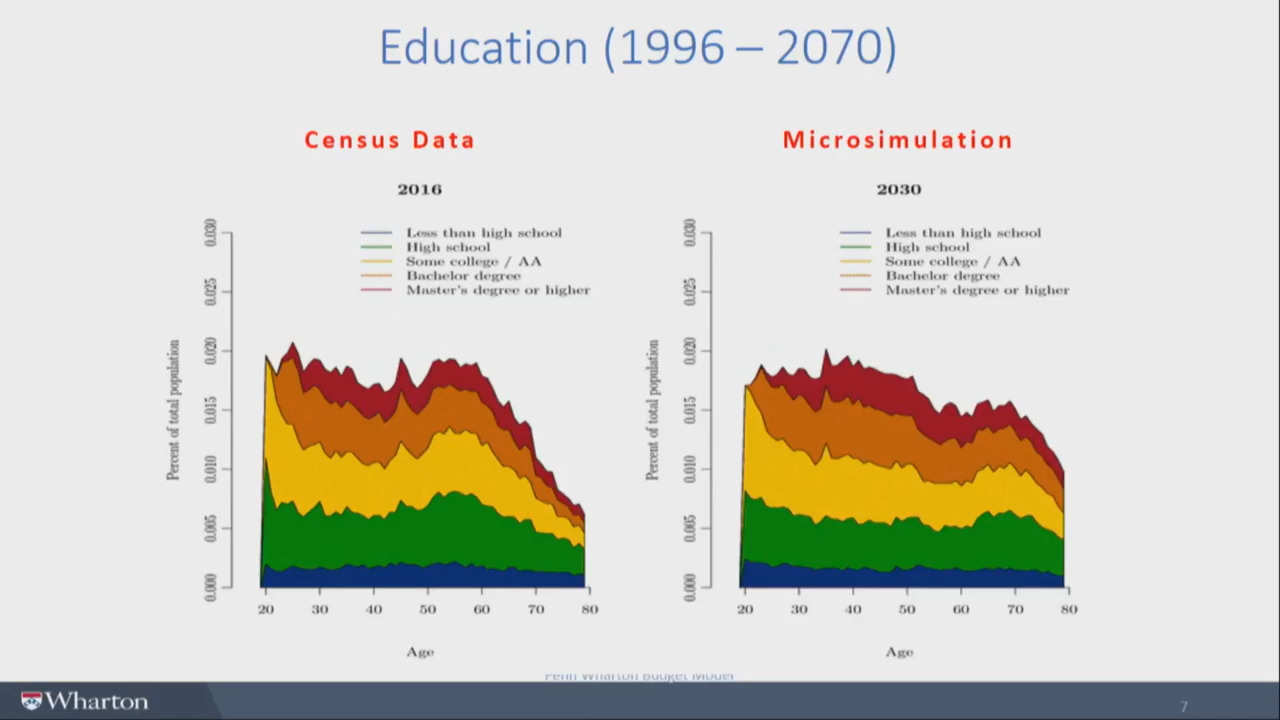 Education (1996 – 2070)
Census Data
2016
0.030
0.025
0.020
0.015
0.010
0.005
0.000
Percent of total population
Less than high school
High school
Some college / AA
Bachelor degree
Master's degree or higher
20 30 40 50 60 70 80
Age
Microsimulation
2030
0.030
0.025
0.020
0.015
0.010
0.005
0.000
Percent of total population
Less than high school
High school
Some college / AA
Bachelor degree
Master's degree or higher
20 30 40 50 60 70 80
Age
Penn Wharton Budget Model
Wharton
7